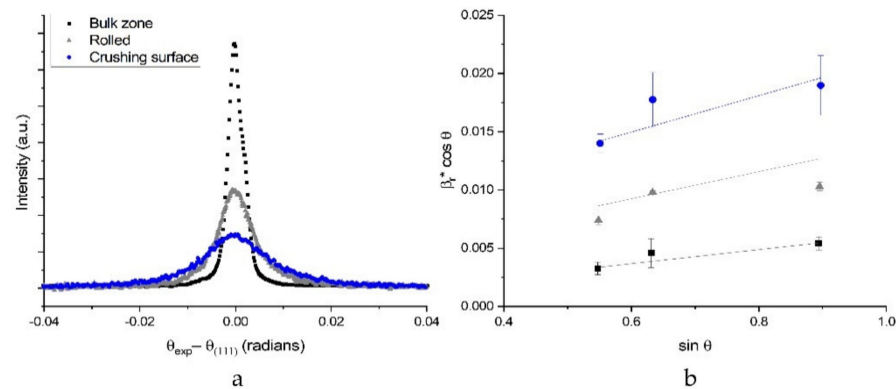 Bulk zone
Rolled
Crushing surface
Intensity (a.u.)
-0.04 -0.02 0.00 0.02 0.04
θexp– θ(111) (radians)
a
0.025
0.020
0.015
0.010
0.005
0.000
βr* cos θ
0.4 0.6 0.8 1.0
sin θ
b